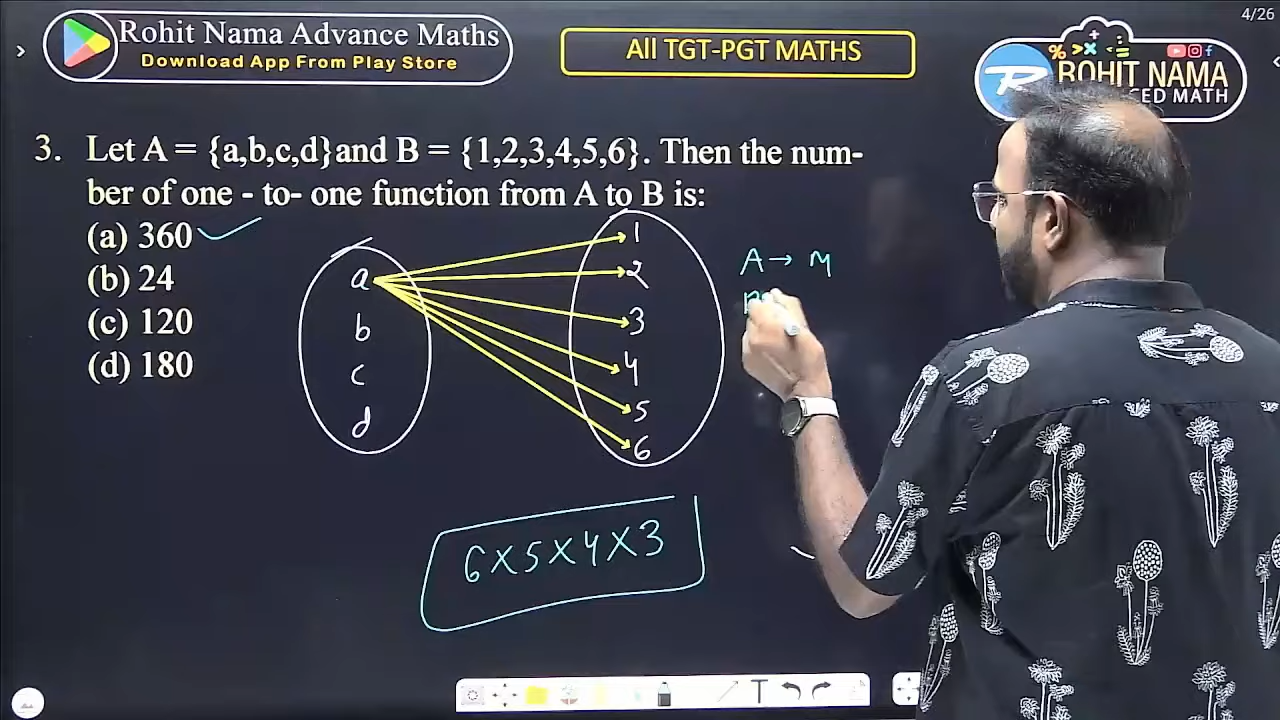 4/26
Rohit Nama Advance Maths
Download App From Play Store
All TGT-PGT MATHS
ROHIT NAMA
CED MATH
3. Let A = {a,b,c,d}and B = {1,2,3,4,5,6}. Then the num-
ber of one - to- one function from A to B is:
(a) 360
(b) 24
(c) 120
(d) 180
a
b
c
d
1
2
3
4
5
6
A → M
6×5×4×3
T